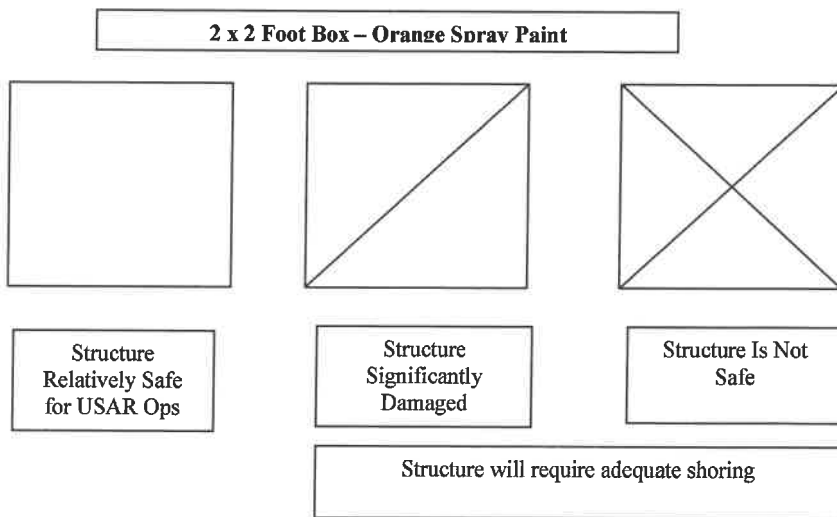 2 x 2 Foot Box – Orange Spray Paint
Structure
Relatively Safe
for USAR Ops
Structure
Significantly
Damaged
Structure Is Not
Safe
Structure will require adequate shoring